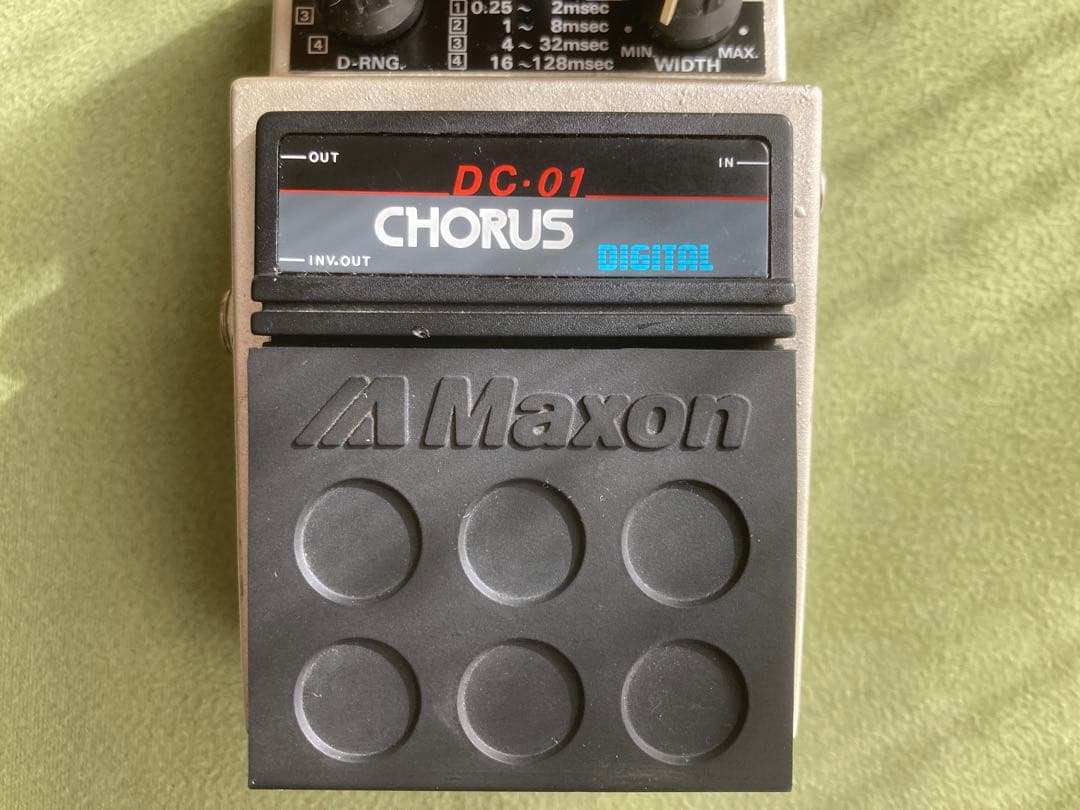 3
4
D-RNG.
1 0.25~ 2msec
2 1~ 8msec
3 4~ 32msec
4 16~128msec
MIN. MAX.
WIDTH
OUT
IN
DC·01
CHORUS
DIGITAL
INV.OUT
Maxon